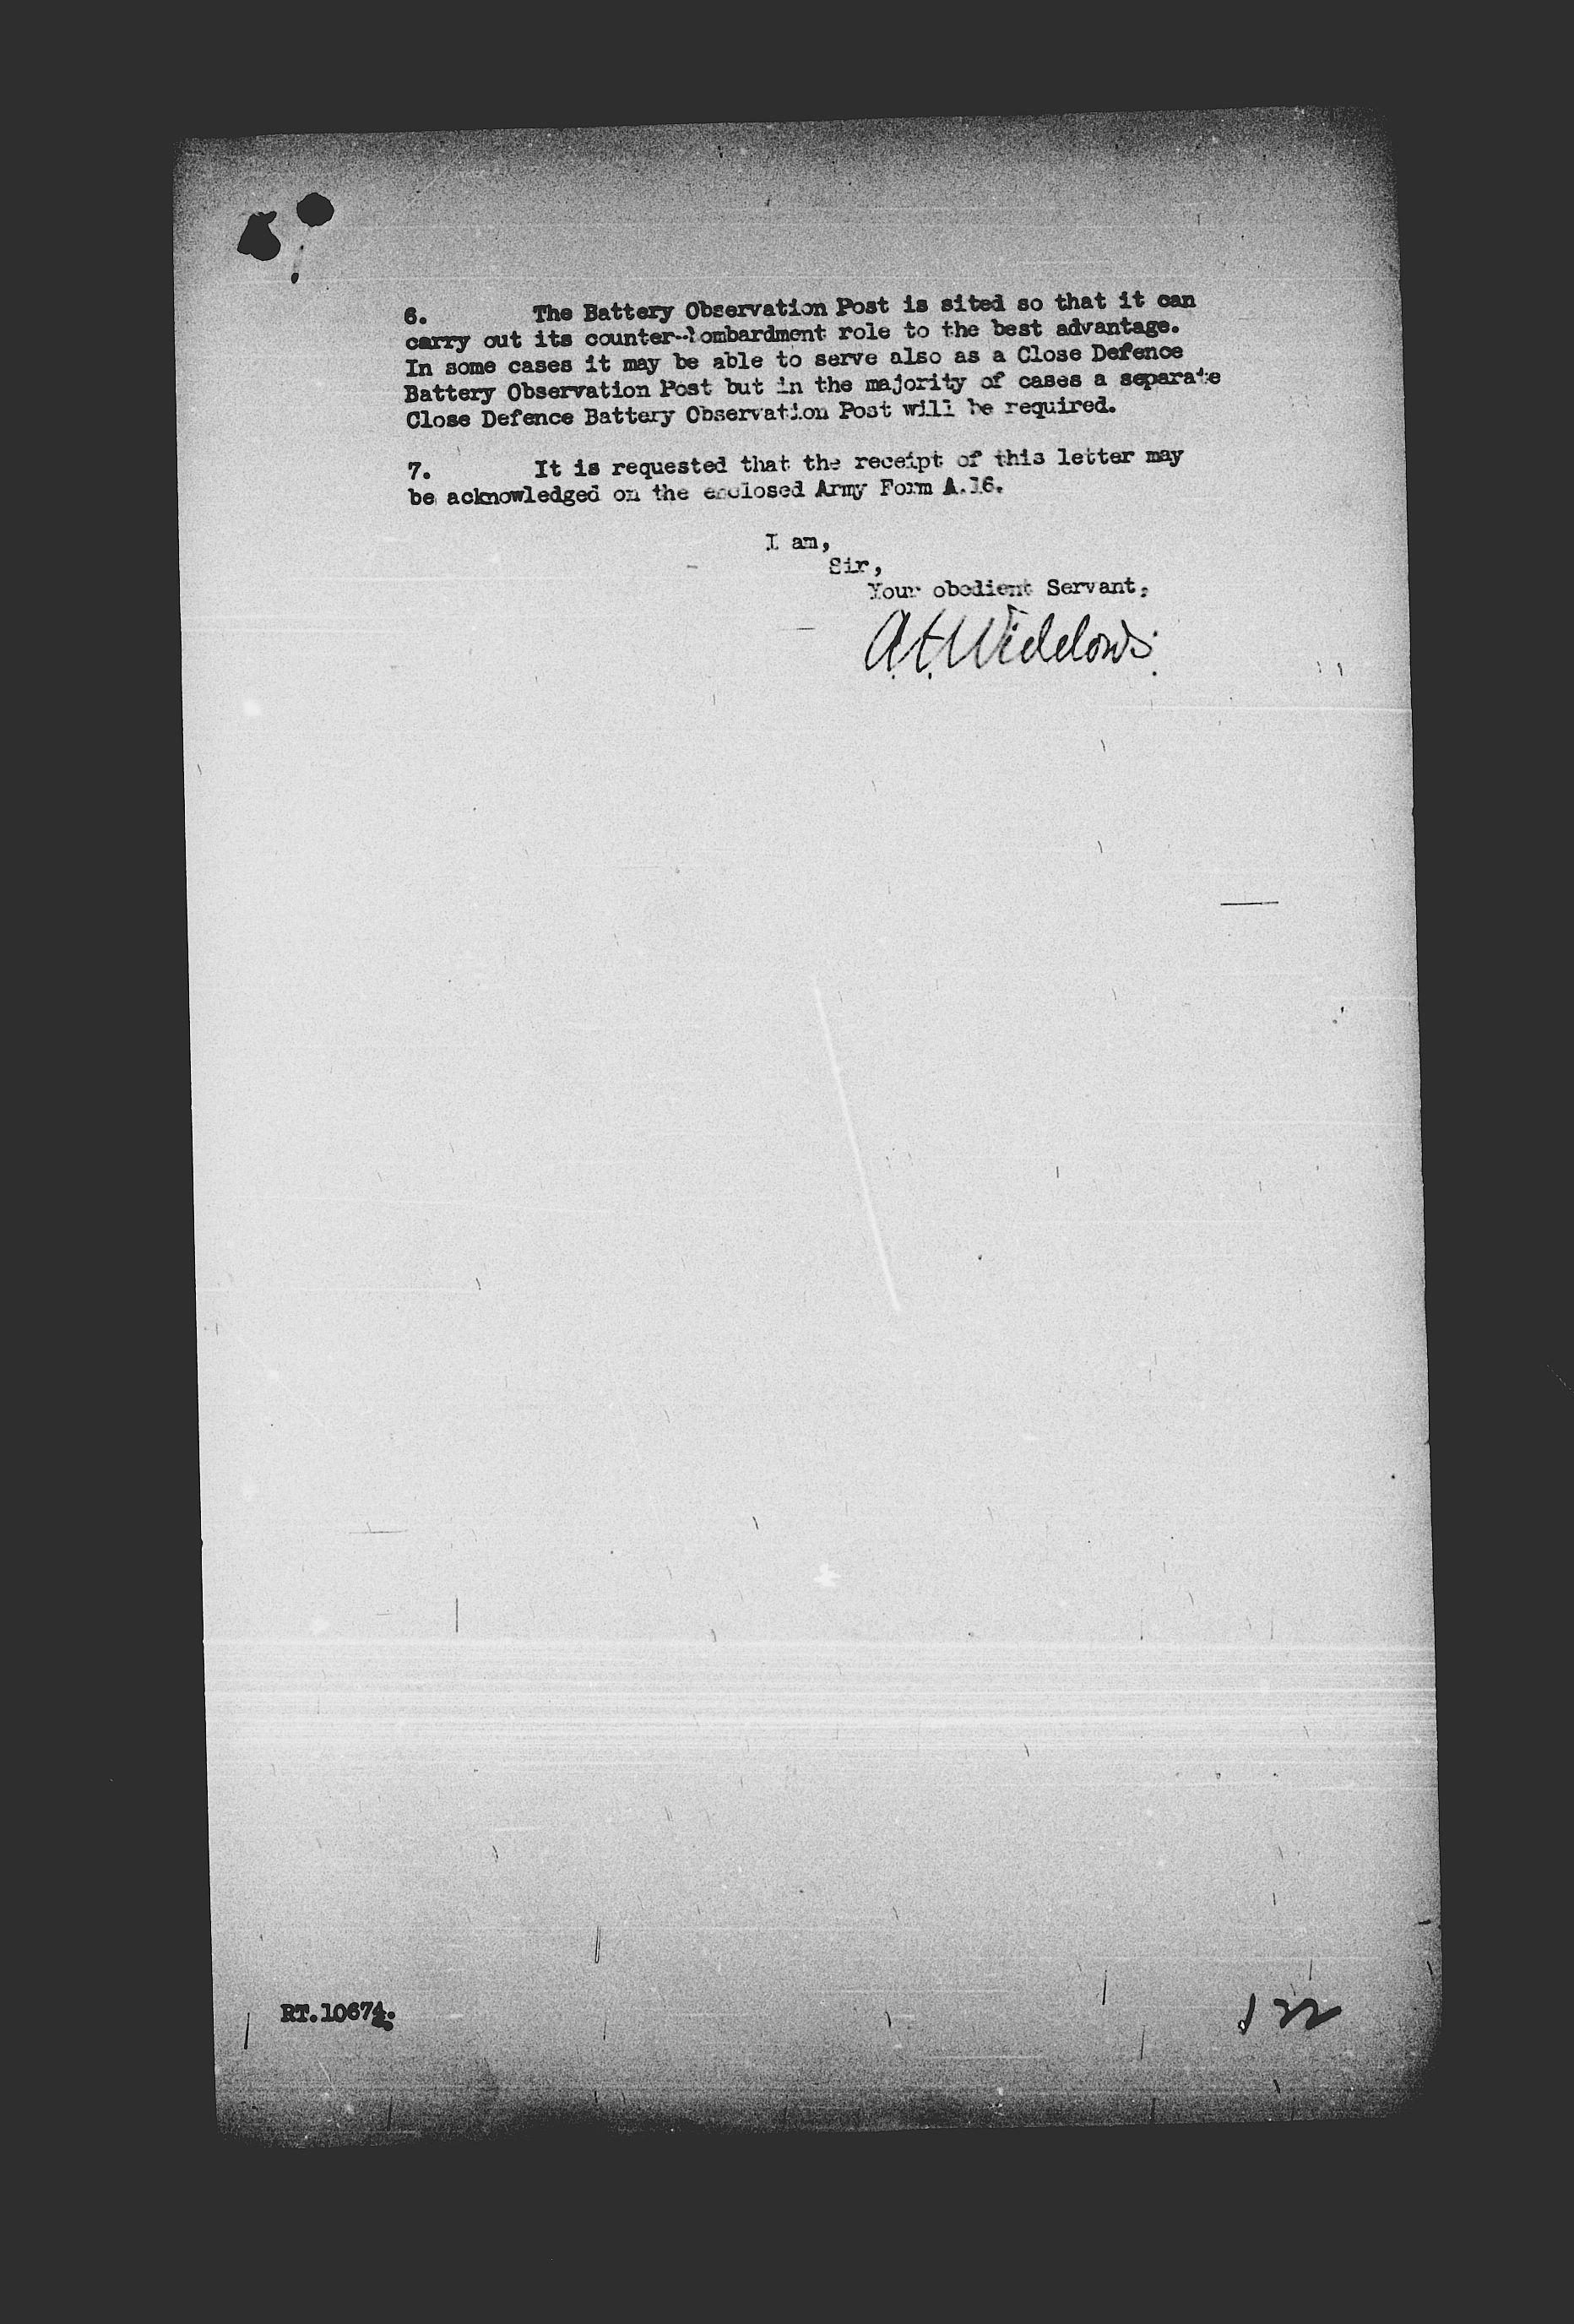 6. The Battery Observation Post is sited so that it can
carry out its counter-bombardment role to the best advantage.
In some cases it may be able to serve also as a Close Defence
Battery Observation Post but in the majority of cases a separate
Close Defence Battery Observation Post will be required.
7. It is requested that the receipt of this letter may
be acknowledged on the enclosed Army Form A.16.
I am,
Sir,
Your obedient Servant,
A.t.Widdows.
RT.10674.
122